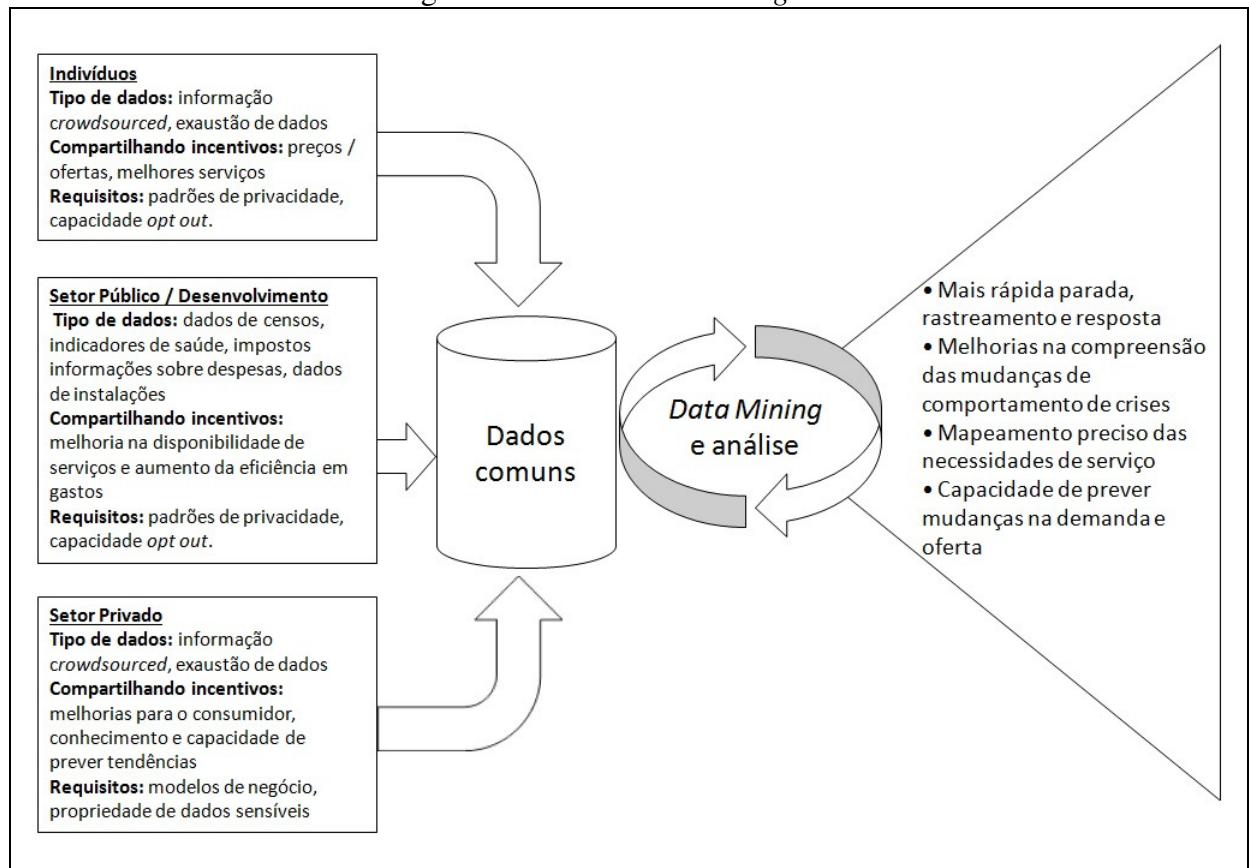 Indivíduos
Tipo de dados: informação
crowdsourced, exaustão de dados
Compartilhando incentivos: preços /
ofertas, melhores serviços
Requisitos: padrões de privacidade,
capacidade opt out.
Setor Público / Desenvolvimento
Tipo de dados: dados de censos,
indicadores de saúde, impostos
informações sobre despesas, dados
de instalações
Compartilhando incentivos:
melhoria na disponibilidade de
serviços e aumento da eficiência em
gastos
Requisitos: padrões de privacidade,
capacidade opt out.
Setor Privado
Tipo de dados: informação
crowdsourced, exaustão de dados
Compartilhando incentivos:
melhorias para o consumidor,
conhecimento e capacidade de
prever tendências
Requisitos: modelos de negócio,
propriedade de dados sensíveis
Dados
comuns
Data Mining
e análise
• Mais rápida parada,
rastreamento e resposta
• Melhorias na compreensão
das mudanças de
comportamento de crises
• Mapeamento preciso das
necessidades de serviço
• Capacidade de prever
mudanças na demanda e
oferta